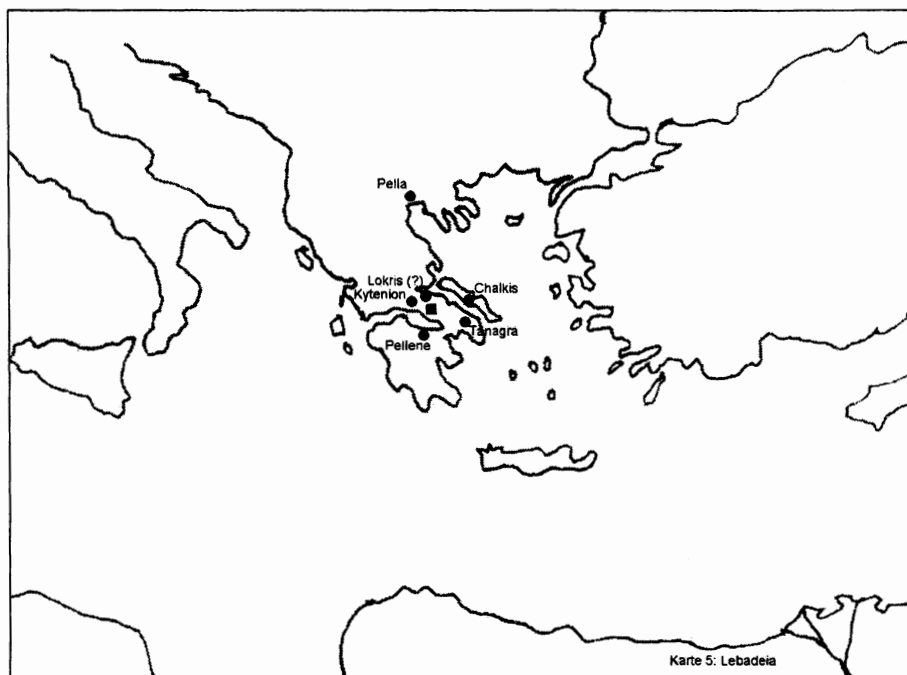 Pella
Lokris (?)
Kytenion
Chalkis
Tanagra
Pellene
Karte 5: Lebadeia